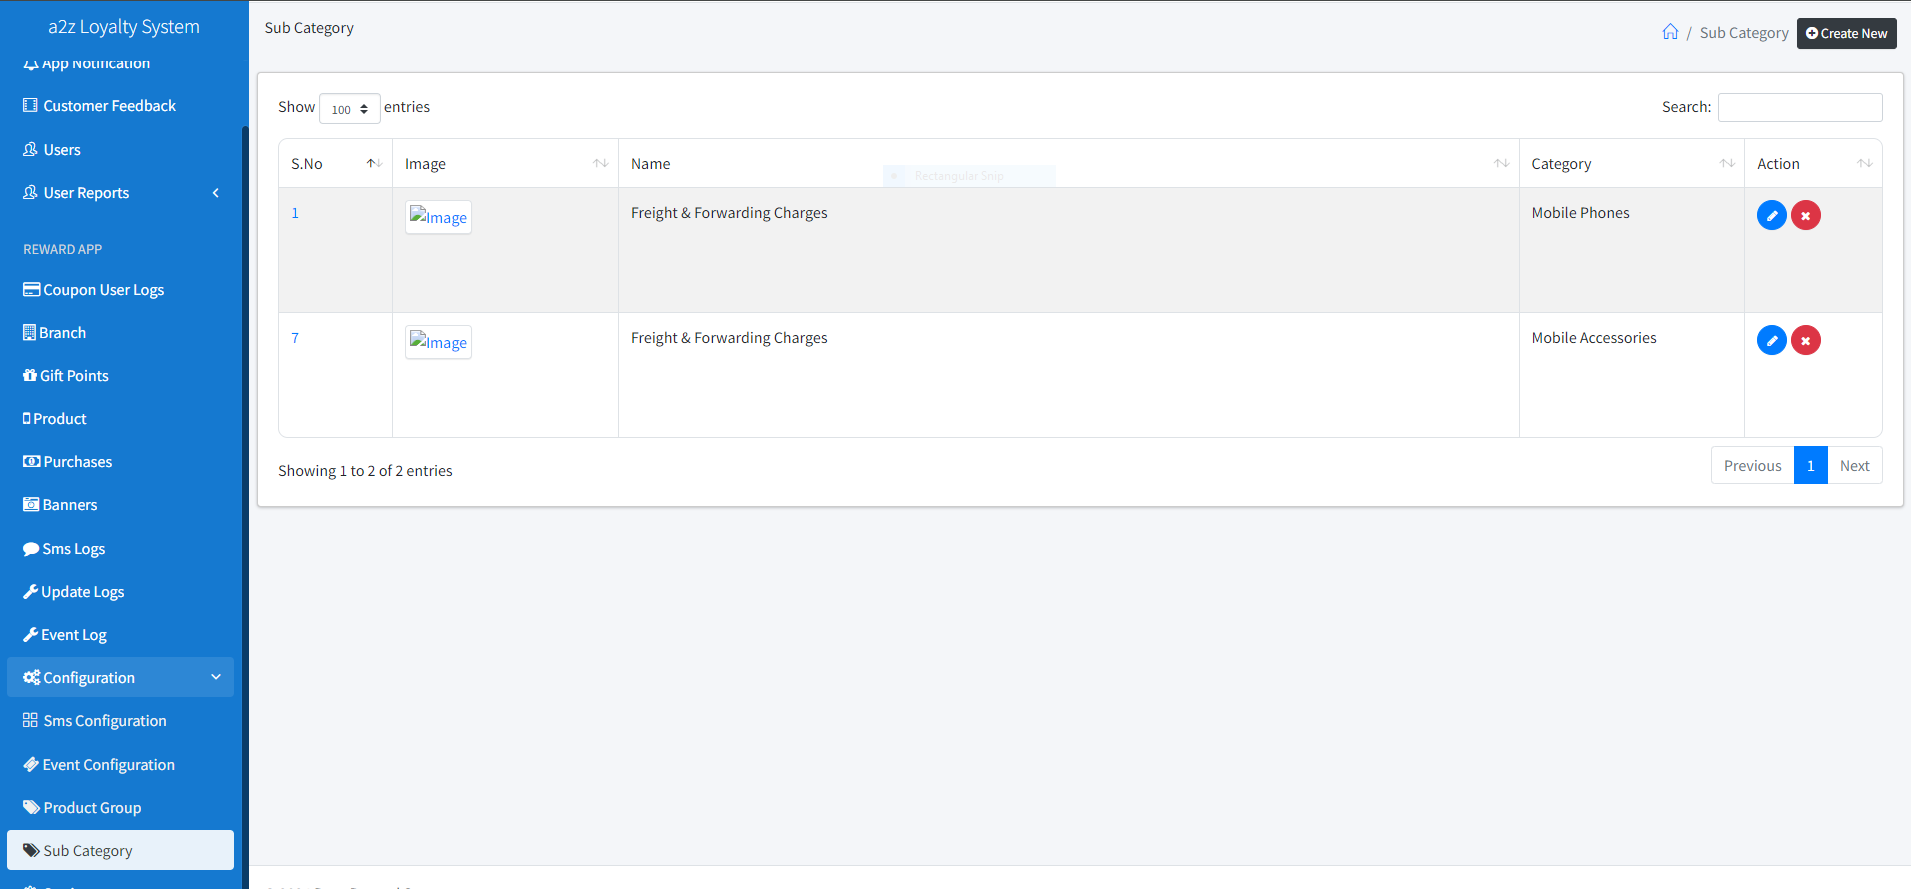 a2z Loyalty System
App Notification
Customer Feedback
Users
User Reports
REWARD APP
Coupon User Logs
Branch
Gift Points
Product
Purchases
Banners
Sms Logs
Update Logs
Event Log
Configuration
Sms Configuration
Event Configuration
Product Group
Sub Category
Sub Category
/ Sub Category Create New
Show 100 entries
Search:
S.No Image Name Category Action
Rectangular Snip
1 Image Freight & Forwarding Charges Mobile Phones
7 Image Freight & Forwarding Charges Mobile Accessories
Showing 1 to 2 of 2 entries
Previous 1 Next